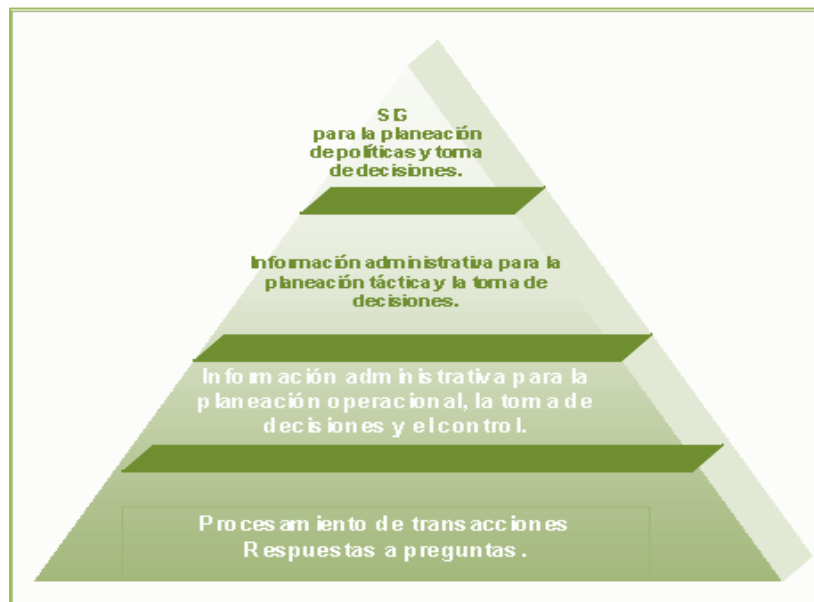 SIG
para la planeación
de políticas y toma
de decisiones.
Información administrativa para la
planeación táctica y la toma de
decisiones.
Información administrativa para la
planeación operacional, la toma de
decisiones y el control.
Procesamiento de transacciones
Respuestas a preguntas.